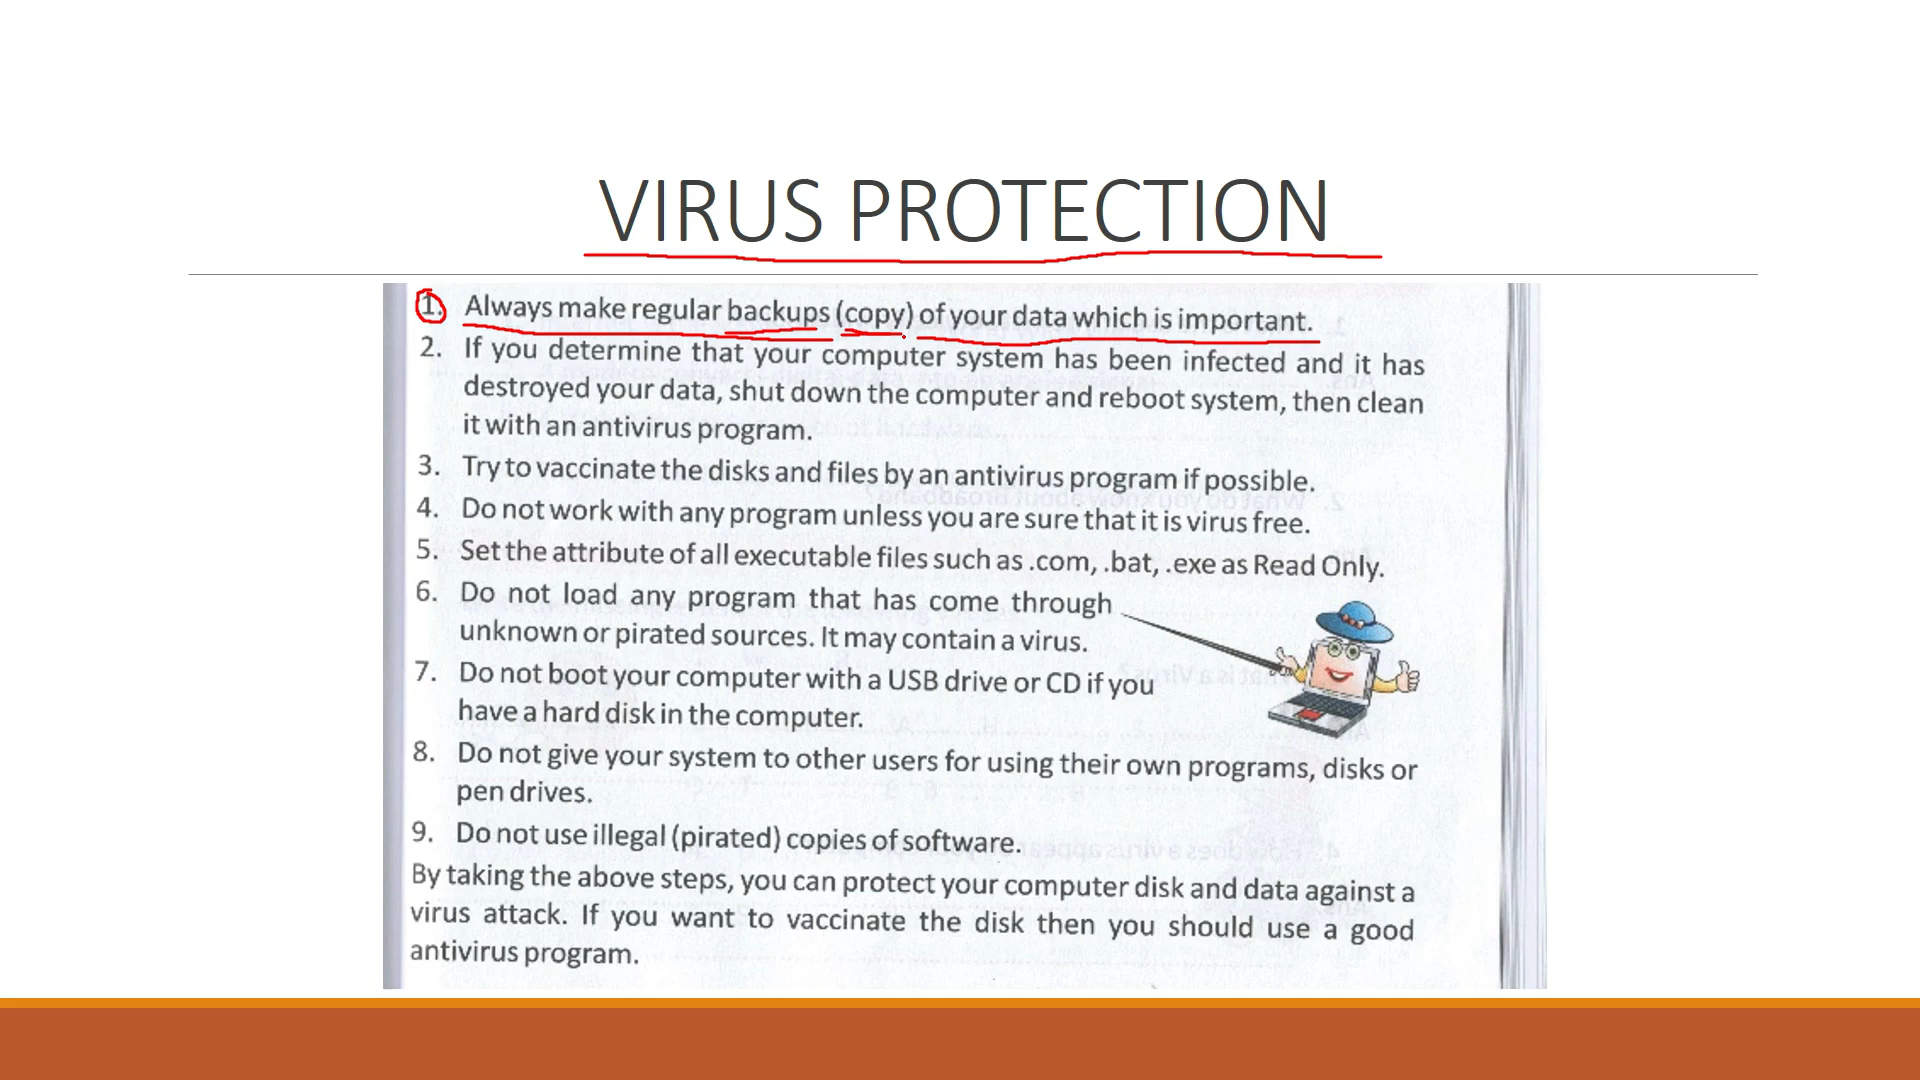 VIRUS PROTECTION
1. Always make regular backups (copy) of your data which is important.
2. If you determine that your computer system has been infected and it has
destroyed your data, shut down the computer and reboot system, then clean
it with an antivirus program.
3. Try to vaccinate the disks and files by an antivirus program if possible.
4. Do not work with any program unless you are sure that it is virus free.
5. Set the attribute of all executable files such as .com, .bat, .exe as Read Only.
6. Do not load any program that has come through
unknown or pirated sources. It may contain a virus.
7. Do not boot your computer with a USB drive or CD if you
have a hard disk in the computer.
8. Do not give your system to other users for using their own programs, disks or
pen drives.
9. Do not use illegal (pirated) copies of software.
By taking the above steps, you can protect your computer disk and data against a
virus attack. If you want to vaccinate the disk then you should use a good
antivirus program.